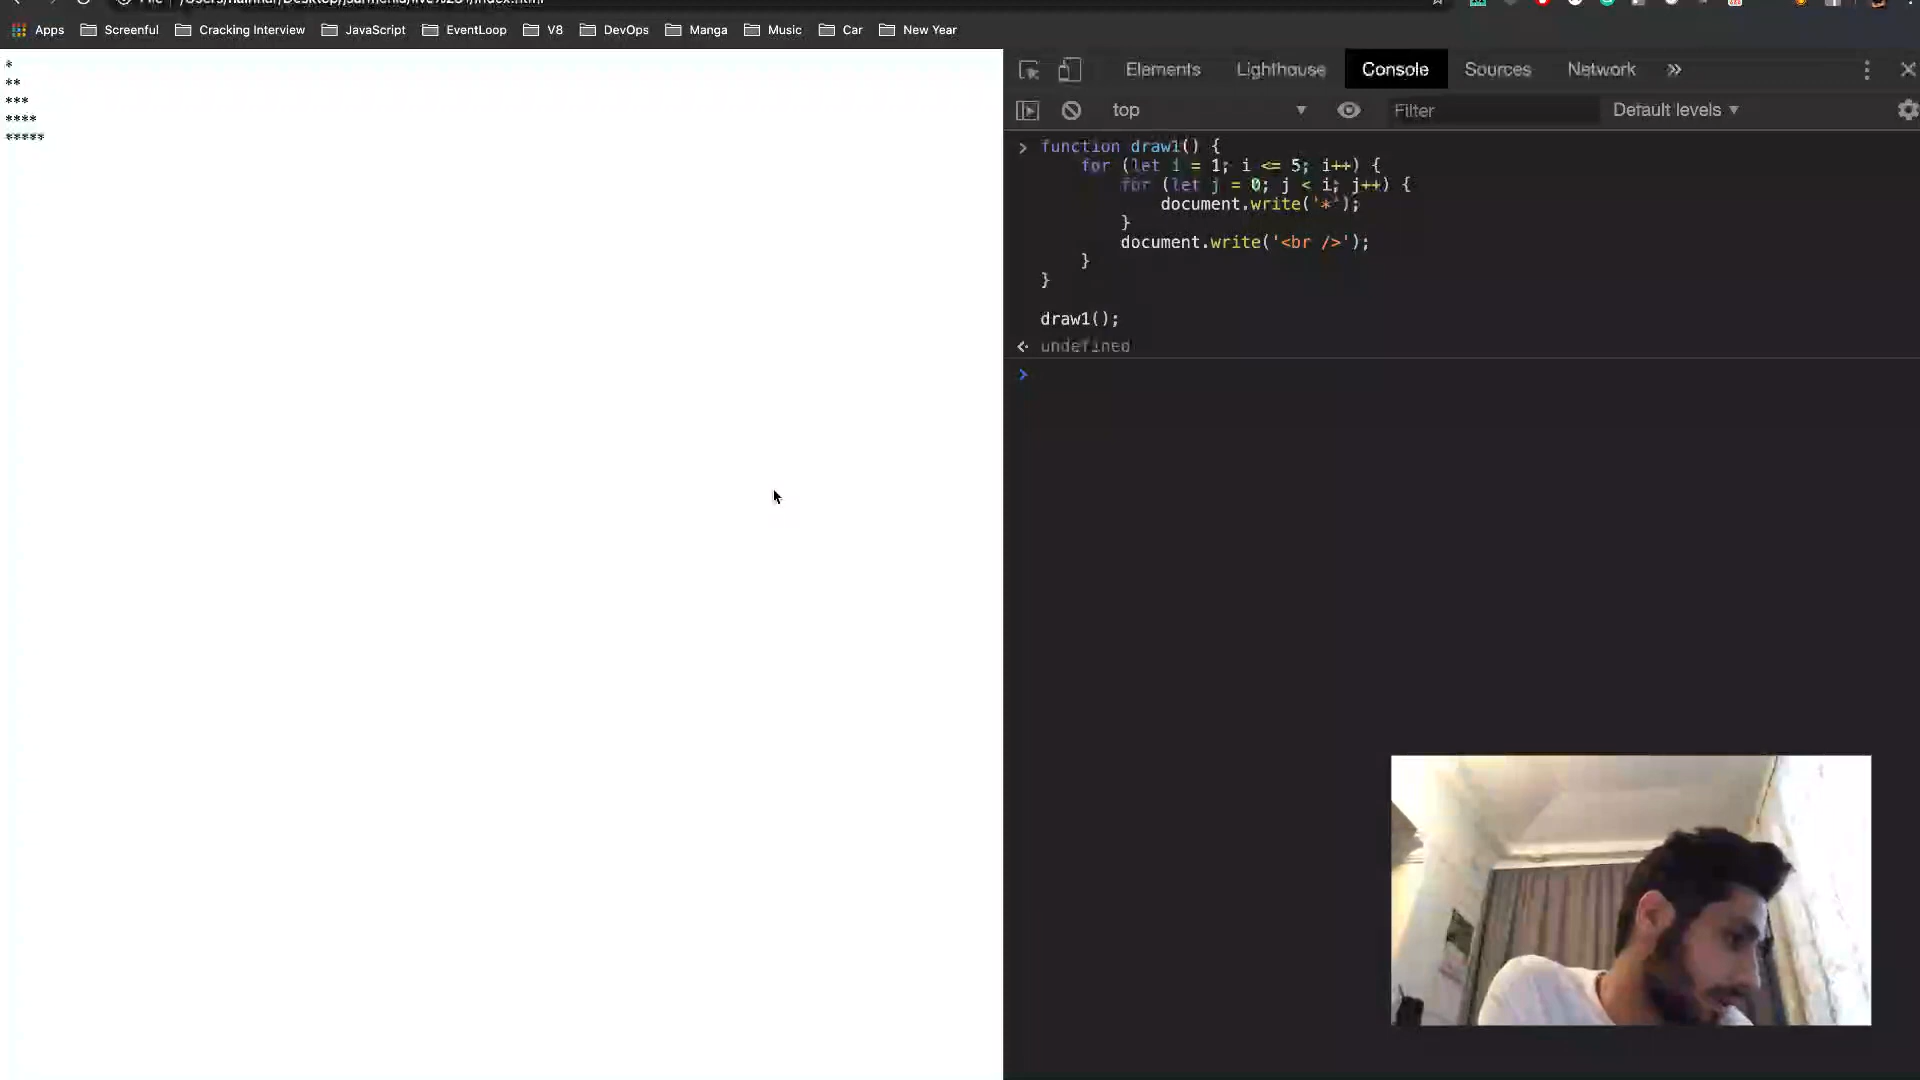 Apps Screenful Cracking Interview JavaScript EventLoop V8 DevOps Manga Music Car New Year
*
**
***
****
*****
Elements Lighthouse Console Sources Network »
top Filter Default levels
> function draw1() {
for (let i = 1; i <= 5; i++) {
for (let j = 0; j < i; j++) {
document.write('*');
}
document.write('<br />');
}
}
draw1();
undefined
>